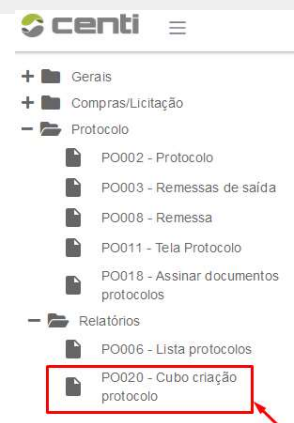 centi
Gerais
Compras/Licitação
Protocolo
PO002 - Protocolo
PO003 - Remessas de saída
PO008 - Remessa
PO011 - Tela Protocolo
PO018 - Assinar documentos
protocolos
Relatórios
PO006 - Lista protocolos
PO020 - Cubo criação
protocolo